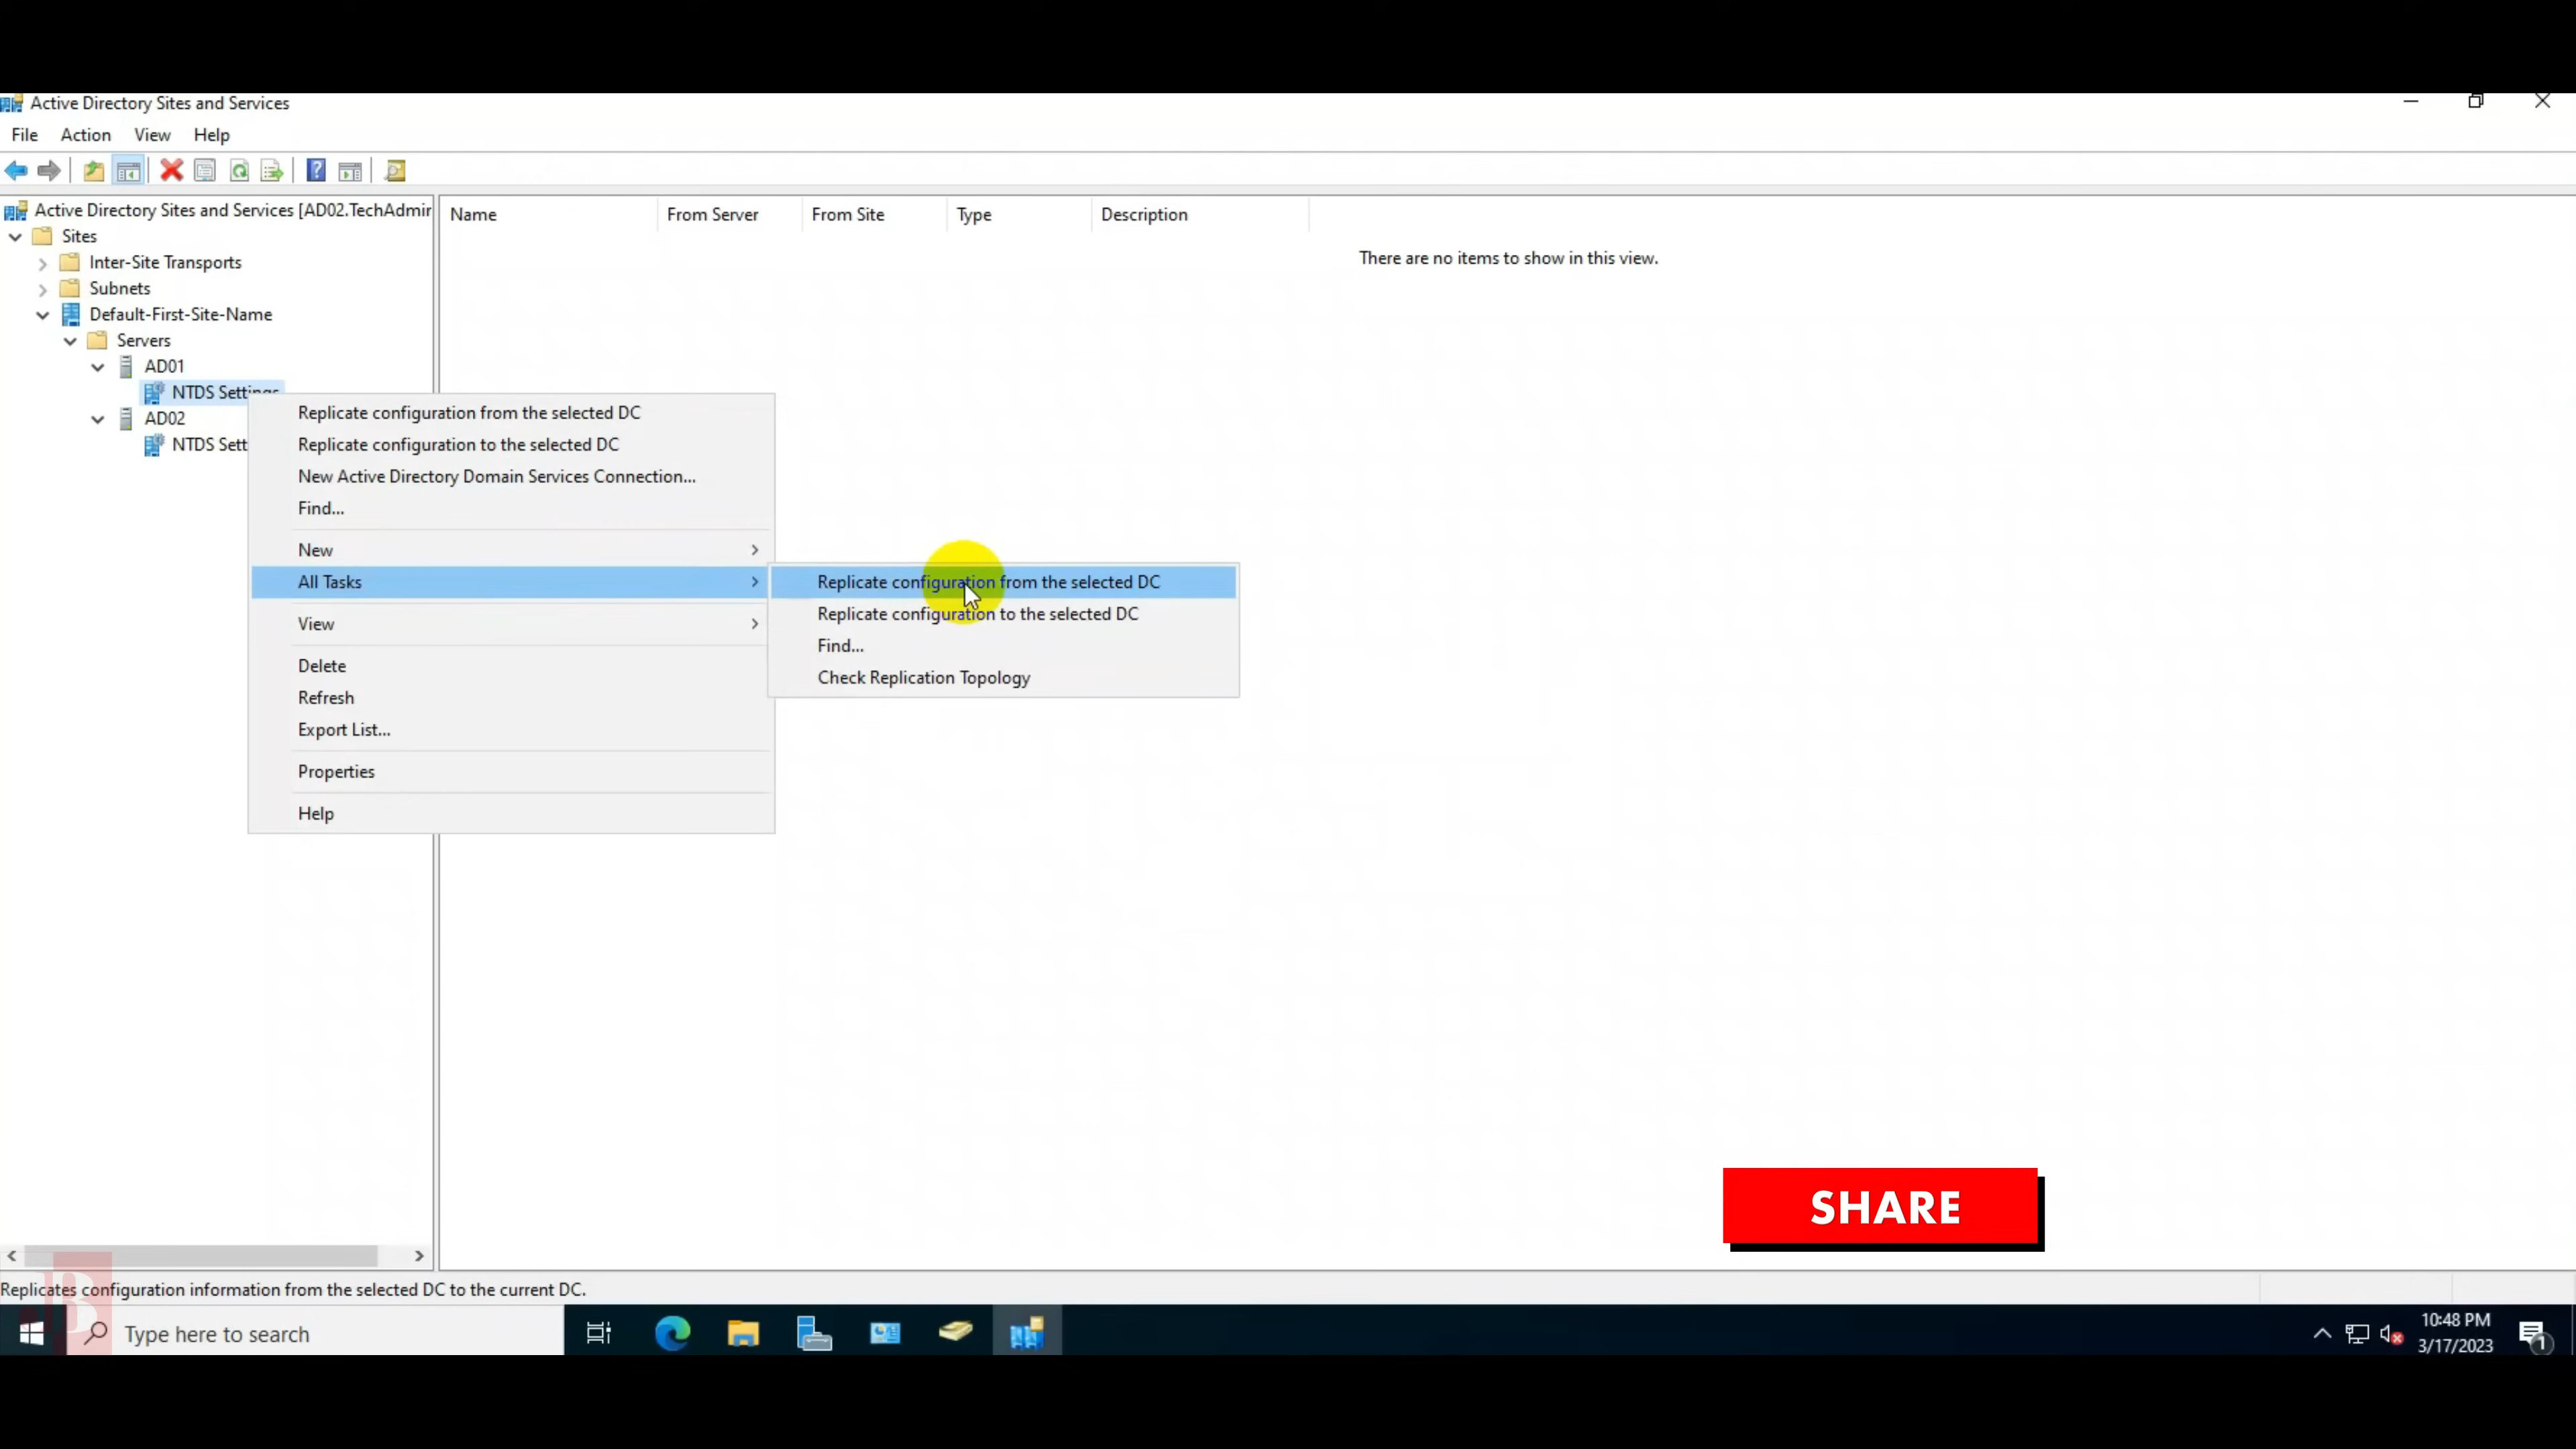 Active Directory Sites and Services
File Action View Help
Active Directory Sites and Services [AD02.TechAdmir
Sites
Inter-Site Transports
Subnets
Default-First-Site-Name
Servers
AD01
NTDS Settings
AD02
NTDS Sett
Name From Server From Site Type Description
There are no items to show in this view.
Replicate configuration from the selected DC
Replicate configuration to the selected DC
New Active Directory Domain Services Connection...
Find...
New
All Tasks
View
Delete
Refresh
Export List...
Properties
Help
Replicate configuration from the selected DC
Replicate configuration to the selected DC
Find...
Check Replication Topology
SHARE
Replicates configuration information from the selected DC to the current DC.
Type here to search
10:48 PM
3/17/2023
1